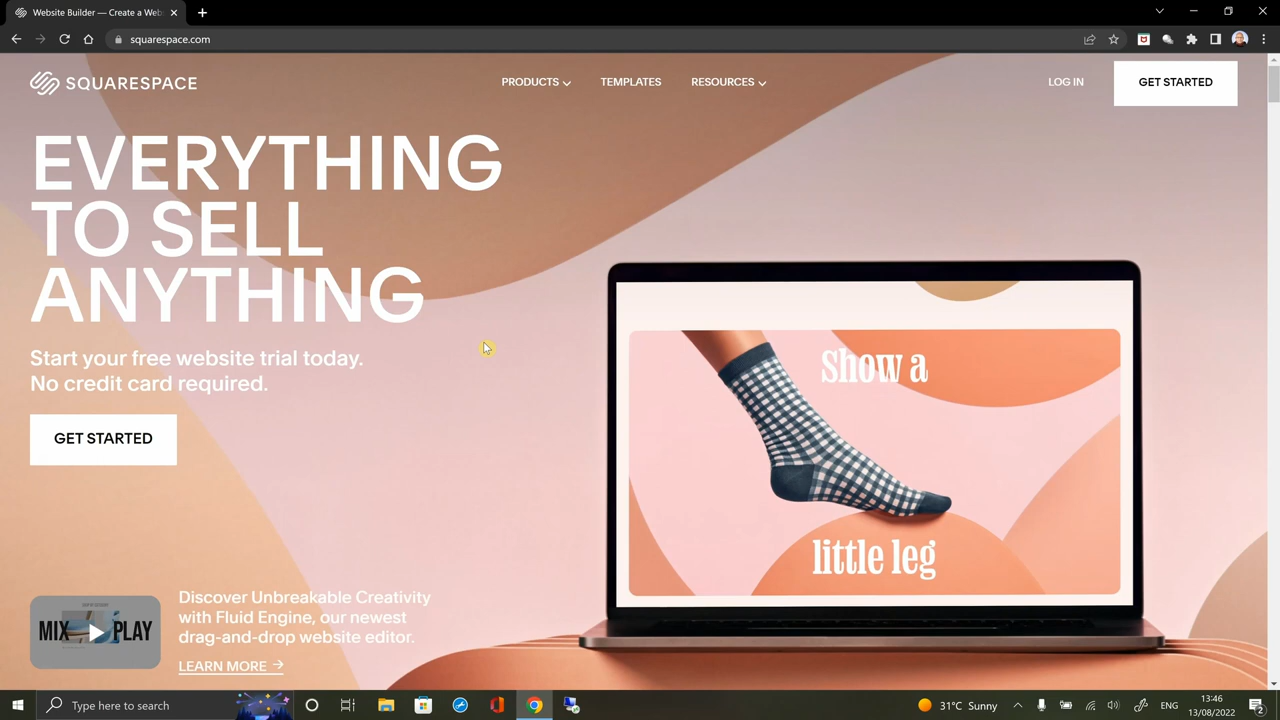 Website Builder — Create a Web
squarespace.com
SQUARESPACE
PRODUCTS
TEMPLATES
RESOURCES
LOG IN
GET STARTED
EVERYTHING
TO SELL
ANYTHING
Start your free website trial today.
No credit card required.
GET STARTED
Show a
little leg
MIX PLAY
Discover Unbreakable Creativity
with Fluid Engine, our newest
drag-and-drop website editor.
LEARN MORE →
Type here to search
31°C Sunny
ENG
13:46
13/08/2022
2